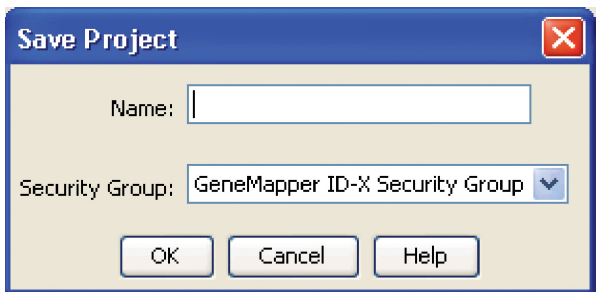 Save Project
Name:
Security Group: GeneMapper ID-X Security Group
OK Cancel Help